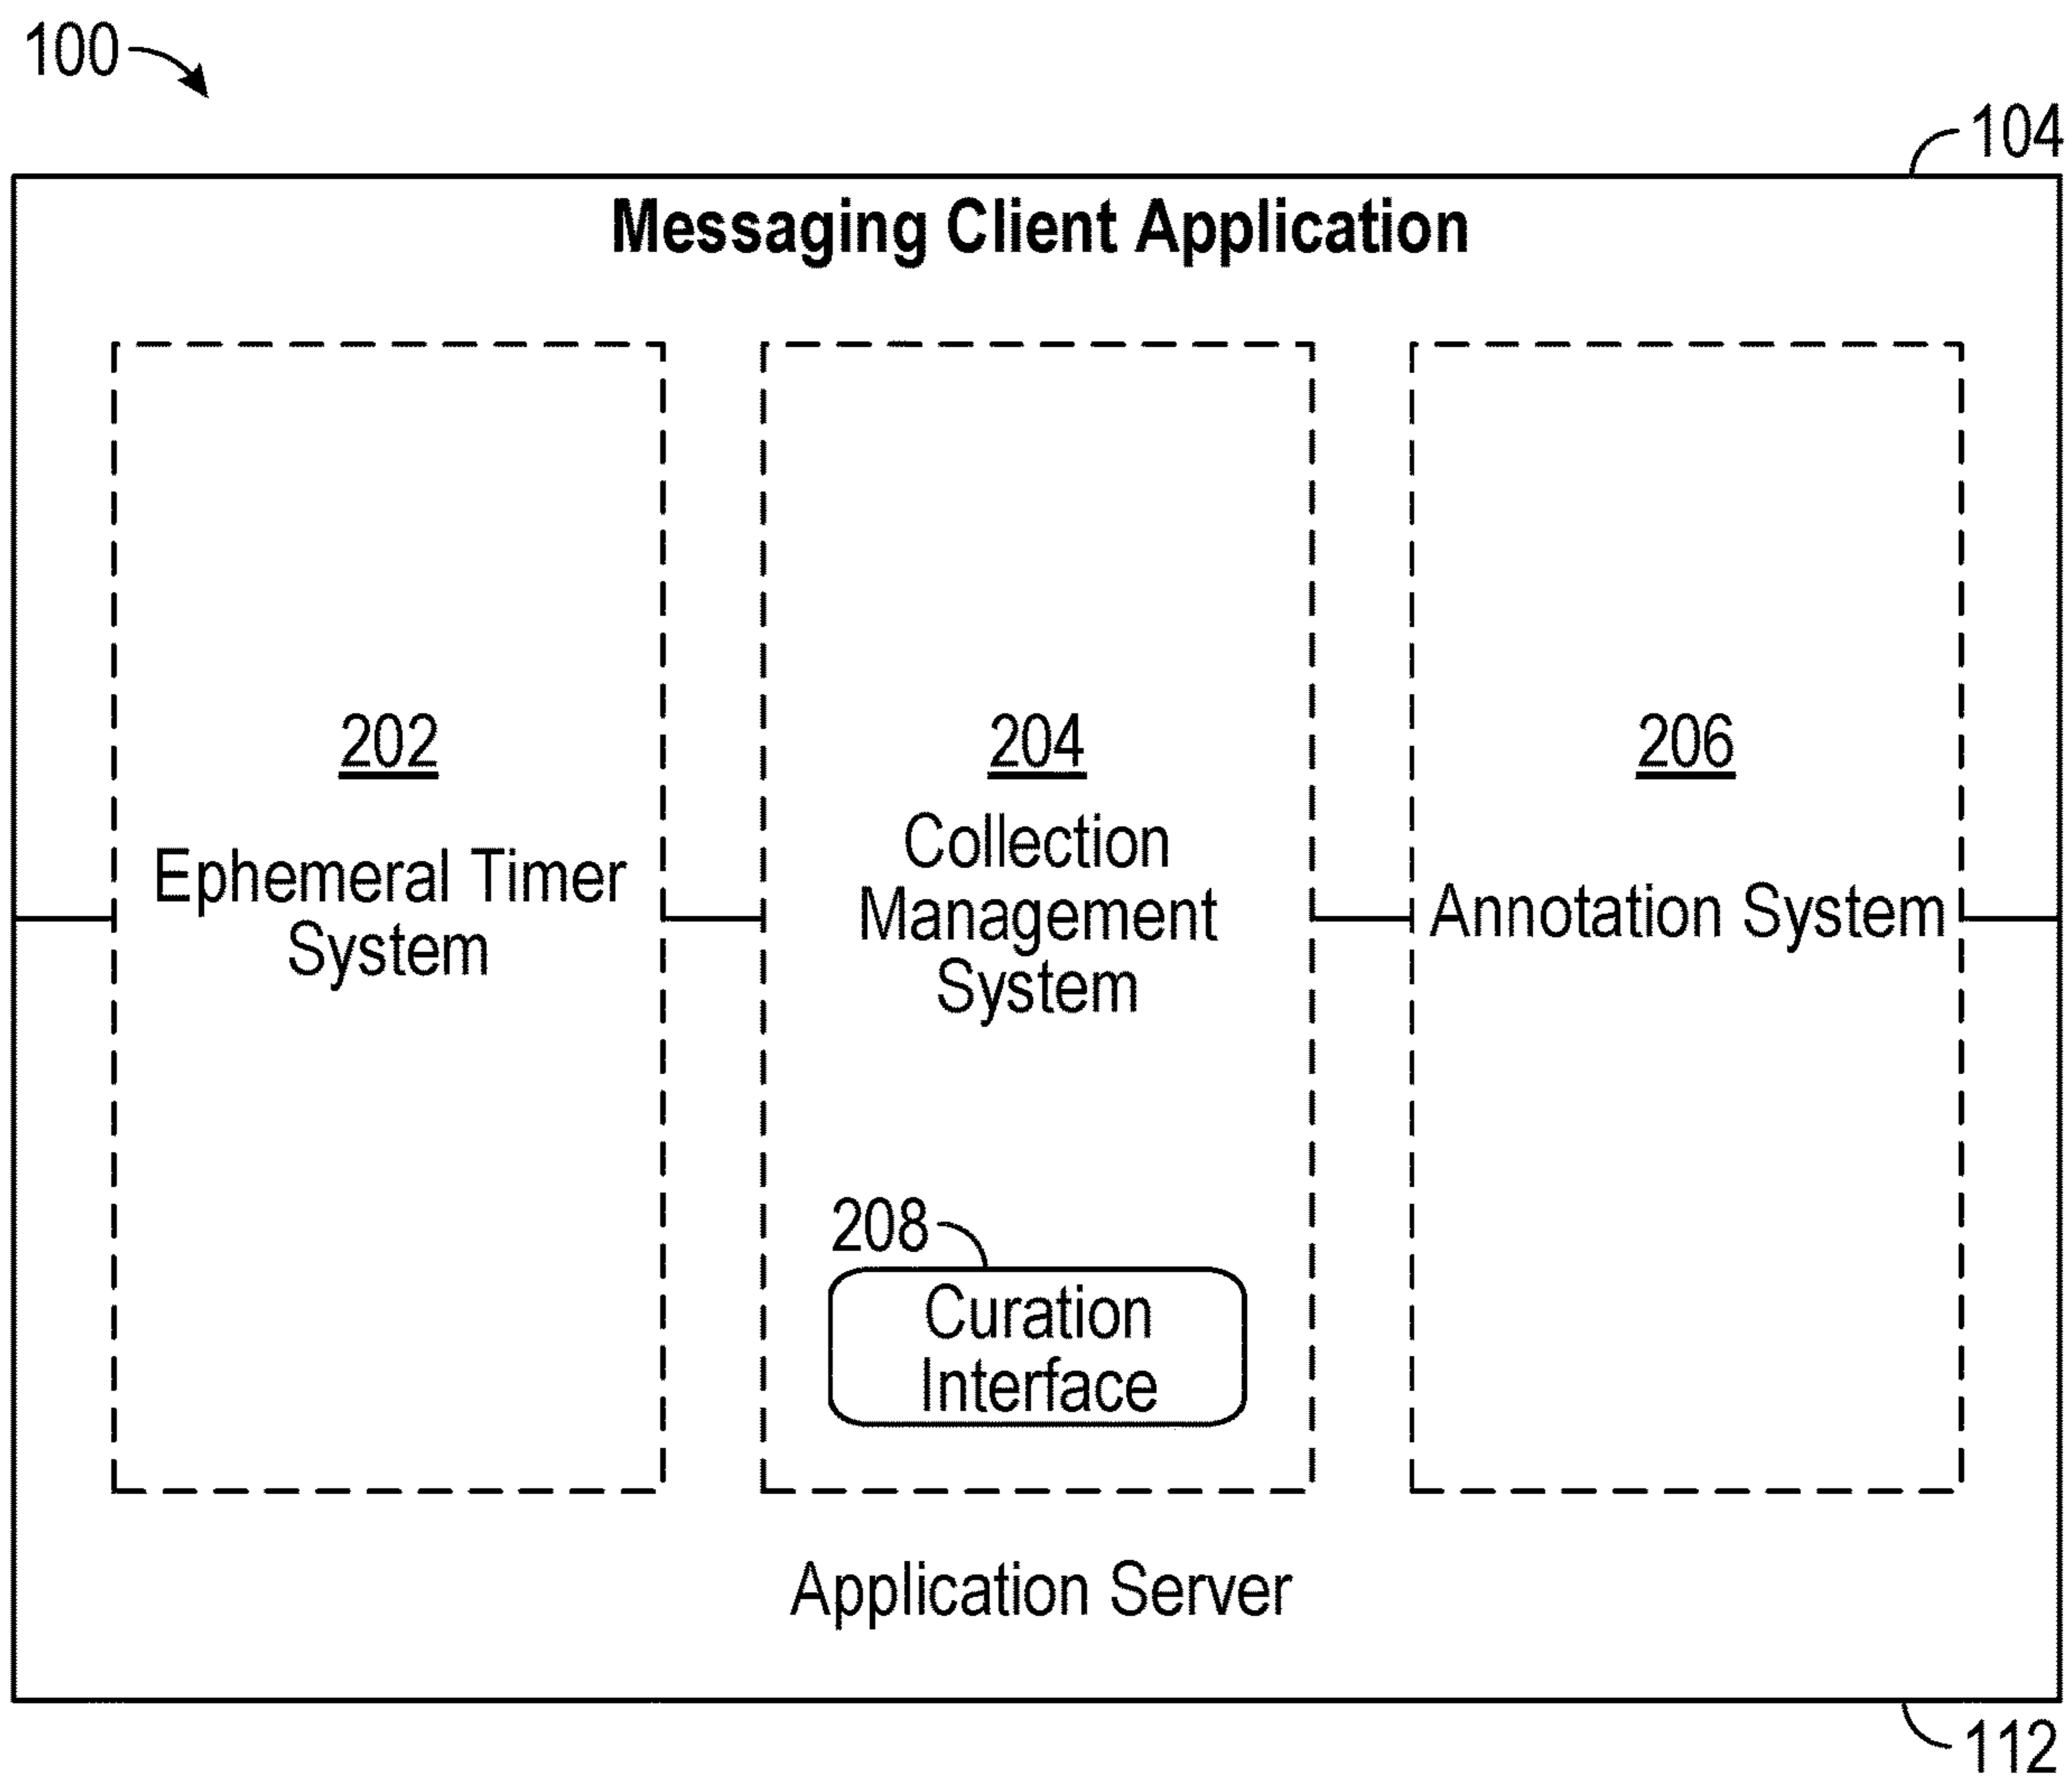 100
104
Messaging Client Application
202
Ephemeral Timer
System
204
Collection
Management
System
208
Curation
Interface
206
Annotation System
Application Server
112